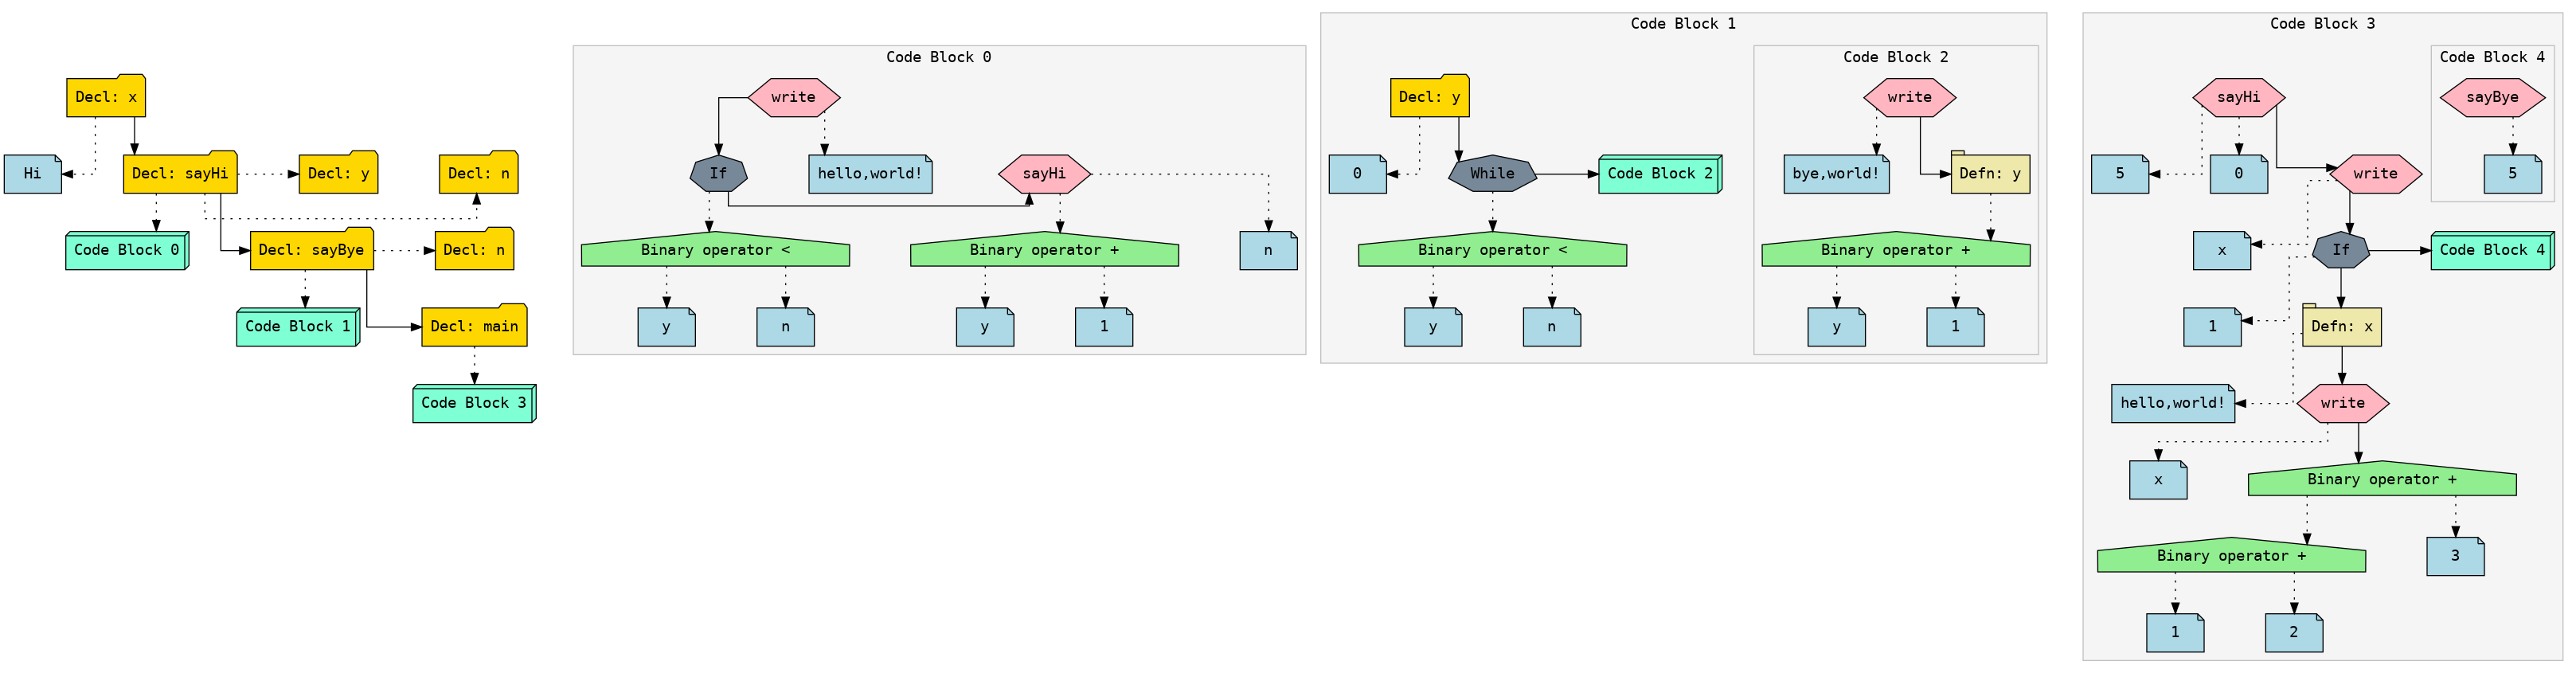 Decl: x
Hi
Decl: sayHi
Decl: y
Decl: n
Code Block 0
Decl: sayBye
Decl: n
Code Block 1
Decl: main
Code Block 3
Code Block 0
write
If
hello,world!
sayHi
Binary operator <
Binary operator +
n
y
n
y
1
Code Block 1
Decl: y
0
While
Code Block 2
Binary operator <
y
n
Code Block 2
write
bye,world!
Defn: y
Binary operator +
y
1
Code Block 3
sayHi
5
0
write
x
If
Code Block 4
1
Defn: x
hello,world!
write
x
Binary operator +
Binary operator +
3
1
2
Code Block 4
sayBye
5